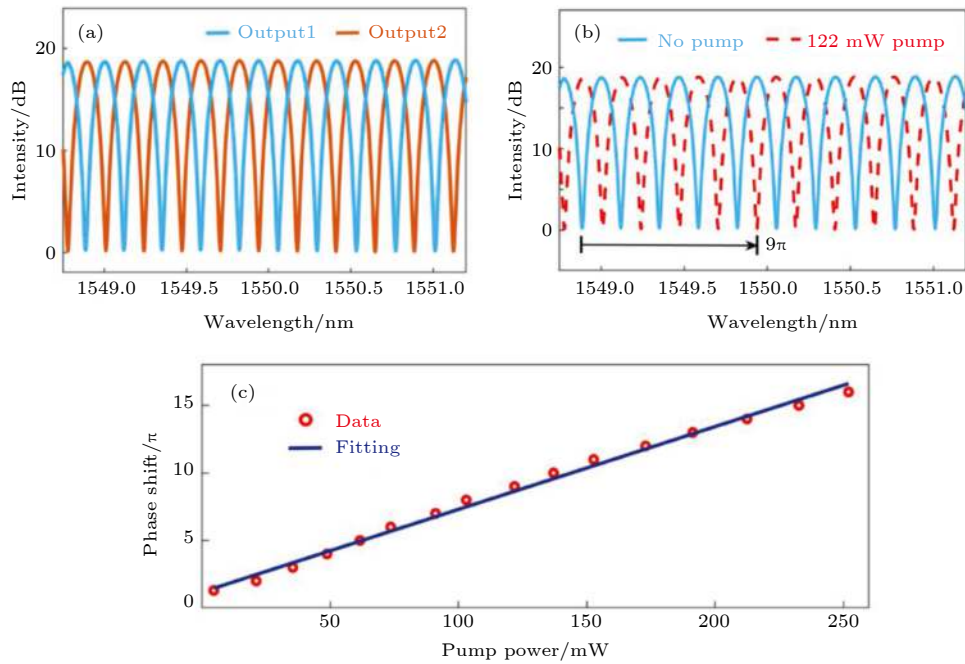 (a) Output1 Output2
Intensity/dB
20
10
0
1549.0 1549.5 1550.0 1550.5 1551.0
Wavelength/nm
(b) No pump 122 mW pump
Intensity/dB
20
10
0
9π
1549.0 1549.5 1550.0 1550.5 1551.0
Wavelength/nm
(c)
Data
Fitting
Phase shift/π
15
10
5
0
50 100 150 200 250
Pump power/mW